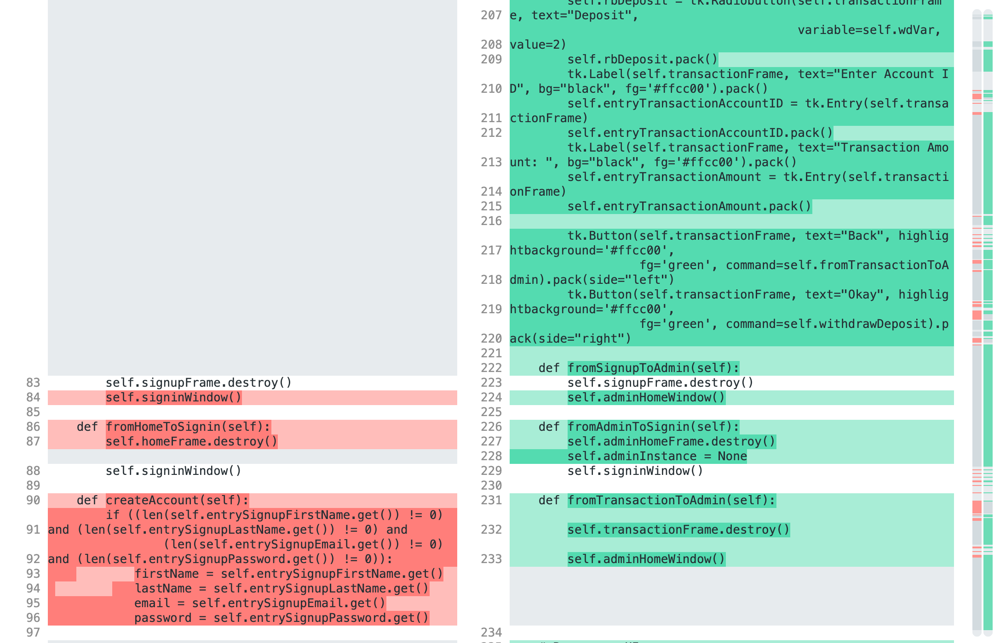 83 self.signupFrame.destroy()
84 self.signinWindow()
85
86 def fromHomeToSignin(self):
87 self.homeFrame.destroy()
88 self.signinWindow()
89
90 def createAccount(self):
if ((len(self.entrySignupFirstName.get()) != 0)
91 and (len(self.entrySignupLastName.get()) != 0) and
(len(self.entrySignupEmail.get()) != 0)
92 and (len(self.entrySignupPassword.get()) != 0)):
93 firstName = self.entrySignupFirstName.get()
94 lastName = self.entrySignupLastName.get()
95 email = self.entrySignupEmail.get()
96 password = self.entrySignupPassword.get()
97
self.rbDeposit = tk.Radiobutton(self.transactionFram
207 e, text="Deposit",
variable=self.wdVar,
208 value=2)
209 self.rbDeposit.pack()
tk.Label(self.transactionFrame, text="Enter Account I
210 D", bg="black", fg='#ffcc00').pack()
self.entryTransactionAccountID = tk.Entry(self.transa
211 ctionFrame)
212 self.entryTransactionAccountID.pack()
tk.Label(self.transactionFrame, text="Transaction Amo
213 unt: ", bg="black", fg='#ffcc00').pack()
self.entryTransactionAmount = tk.Entry(self.transacti
214 onFrame)
215 self.entryTransactionAmount.pack()
216
tk.Button(self.transactionFrame, text="Back", highlig
217 htbackground='#ffcc00',
fg='green', command=self.fromTransactionToA
218 dmin).pack(side="left")
tk.Button(self.transactionFrame, text="Okay", highlig
219 htbackground='#ffcc00',
fg='green', command=self.withdrawDeposit).p
220 ack(side="right")
221
222 def fromSignupToAdmin(self):
223 self.signupFrame.destroy()
224 self.adminHomeWindow()
225
226 def fromAdminToSignin(self):
227 self.adminHomeFrame.destroy()
228 self.adminInstance = None
229 self.signinWindow()
230
231 def fromTransactionToAdmin(self):
232 self.transactionFrame.destroy()
233 self.adminHomeWindow()
234